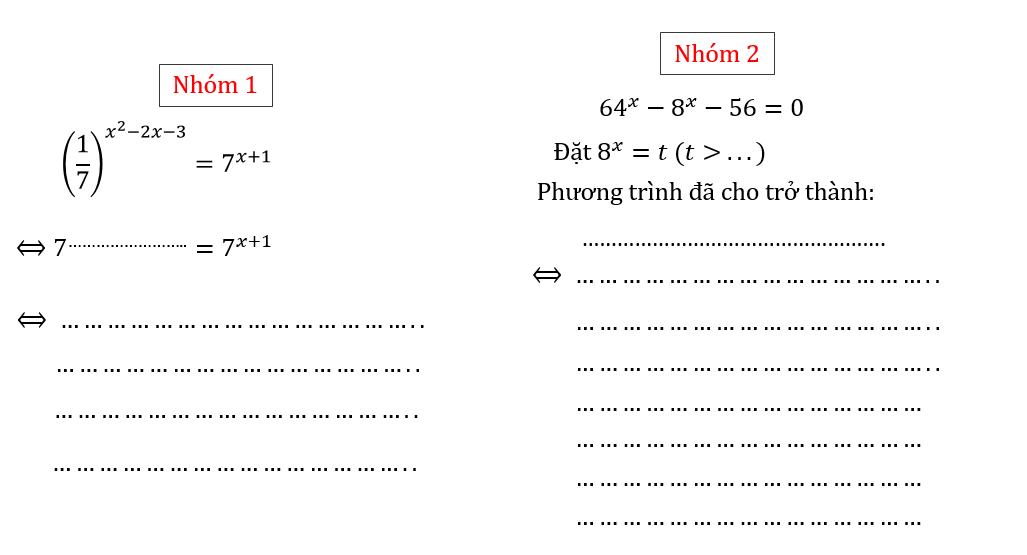 Nhóm 1
(1/7)^(x²−2x−3) = 7^(x+1)
⇔ 7^(..........................) = 7^(x+1)
⇔ … … … … … … … … … … … … … … … . .
… … … … … … … … … … … … … … … . .
… … … … … … … … … … … … … … … . .
… … … … … … … … … … … … … … … . .
Nhóm 2
64^x − 8^x − 56 = 0
Đặt 8^x = t (t > …)
Phương trình đã cho trở thành:
....................................................
⇔ … … … … … … … … … … … … … … … . .
… … … … … … … … … … … … … … … . .
… … … … … … … … … … … … … … … . .
… … … … … … … … … … … … … … …
… … … … … … … … … … … … … … …
… … … … … … … … … … … … … … …
… … … … … … … … … … … … … … …